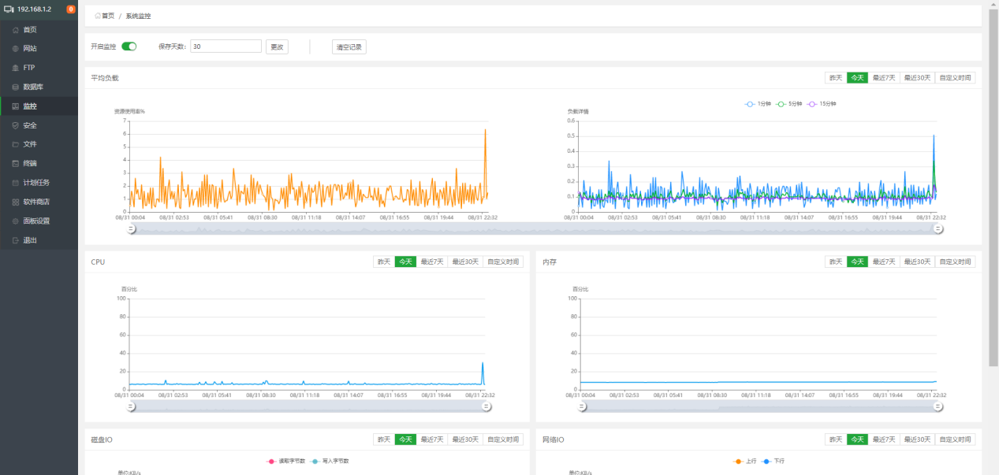 192.168.1.2 0
首页
网站
FTP
数据库
监控
安全
文件
终端
计划任务
软件商店
面板设置
退出
首页 / 系统监控
开启监控 保存天数: 30 更改 清空记录
平均负载 昨天 今天 最近7天 最近30天 自定义时间
资源使用率%
7
6
5
4
3
2
1
0
08/31 00:04 08/31 02:53 08/31 05:41 08/31 08:30 08/31 11:18 08/31 14:07 08/31 16:55 08/31 19:44 08/31 22:32
1分钟 5分钟 15分钟
负载详情
0.6
0.5
0.4
0.3
0.2
0.1
0
08/31 00:04 08/31 02:53 08/31 05:41 08/31 08:30 08/31 11:18 08/31 14:07 08/31 16:55 08/31 19:44 08/31 22:32
CPU 昨天 今天 最近7天 最近30天 自定义时间
百分比
100
80
60
40
20
0
08/31 00:04 08/31 02:53 08/31 05:41 08/31 08:30 08/31 11:18 08/31 14:07 08/31 16:55 08/31 19:44 08/31 22:32
内存 昨天 今天 最近7天 最近30天 自定义时间
百分比
100
80
60
40
20
0
08/31 00:04 08/31 02:53 08/31 05:41 08/31 08:30 08/31 11:18 08/31 14:07 08/31 16:55 08/31 19:44 08/31 22:32
磁盘IO 昨天 今天 最近7天 最近30天 自定义时间
读取字节数 写入字节数
单位:KB/s
网络IO 昨天 今天 最近7天 最近30天 自定义时间
上行 下行
单位:KB/s